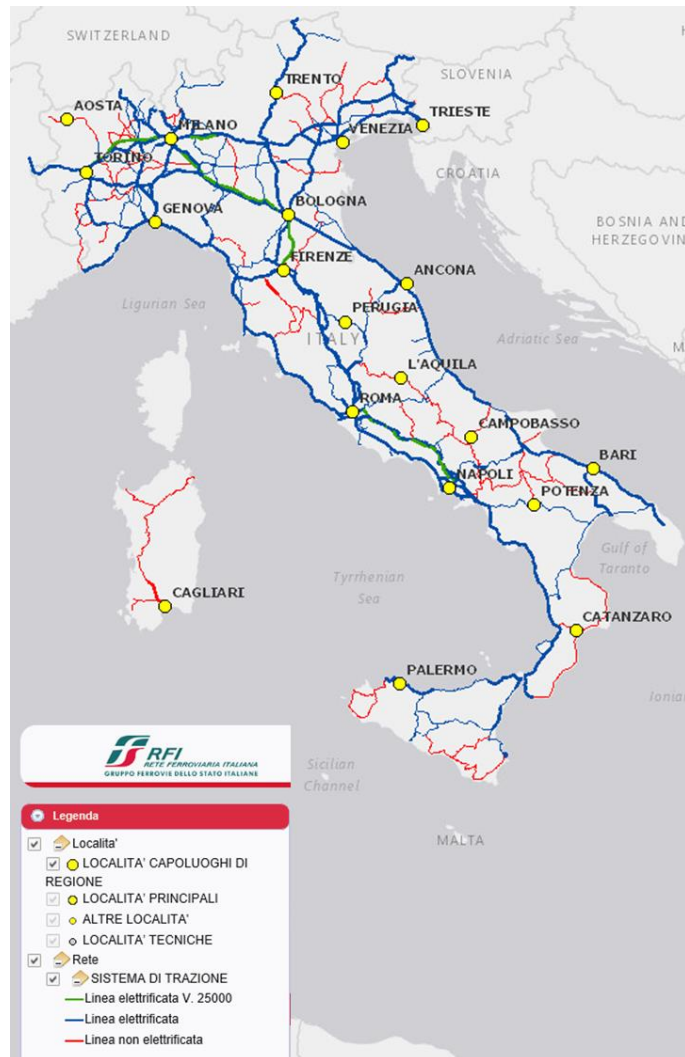 SWITZERLAND
SLOVENIA
TRENTO
AOSTA
MILANO
TRIESTE
VENEZIA
TORINO
CROATIA
GENOVA
BOLOGNA
BOSNIA AND
HERZEGOVIN
FIRENZE
ANCONA
Ligurian Sea
PERUGIA
ITALY
Adriatic Sea
L'AQUILA
ROMA
CAMPOBASSO
BARI
NAPOLI
POTENZA
Gulf of
Taranto
Tyrrhenian
Sea
CAGLIARI
CATANZARO
PALERMO
Ionian
RFI
RETE FERROVIARIA ITALIANA
GRUPPO FERROVIE DELLO STATO ITALIANE
Sicilian
Channel
MALTA
Legenda
Localita'
LOCALITA' CAPOLUOGHI DI
REGIONE
LOCALITA' PRINCIPALI
ALTRE LOCALITA'
LOCALITA' TECNICHE
Rete
SISTEMA DI TRAZIONE
Linea elettrificata V. 25000
Linea elettrificata
Linea non elettrificata